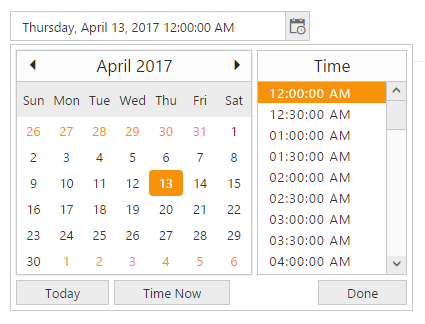 Thursday, April 13, 2017 12:00:00 AM
April 2017
Sun Mon Tue Wed Thu Fri Sat
26 27 28 29 30 31 1
2 3 4 5 6 7 8
9 10 11 12 13 14 15
16 17 18 19 20 21 22
23 24 25 26 27 28 29
30 1 2 3 4 5 6
Time
12:00:00 AM
12:30:00 AM
01:00:00 AM
01:30:00 AM
02:00:00 AM
02:30:00 AM
03:00:00 AM
03:30:00 AM
04:00:00 AM
Today
Time Now
Done